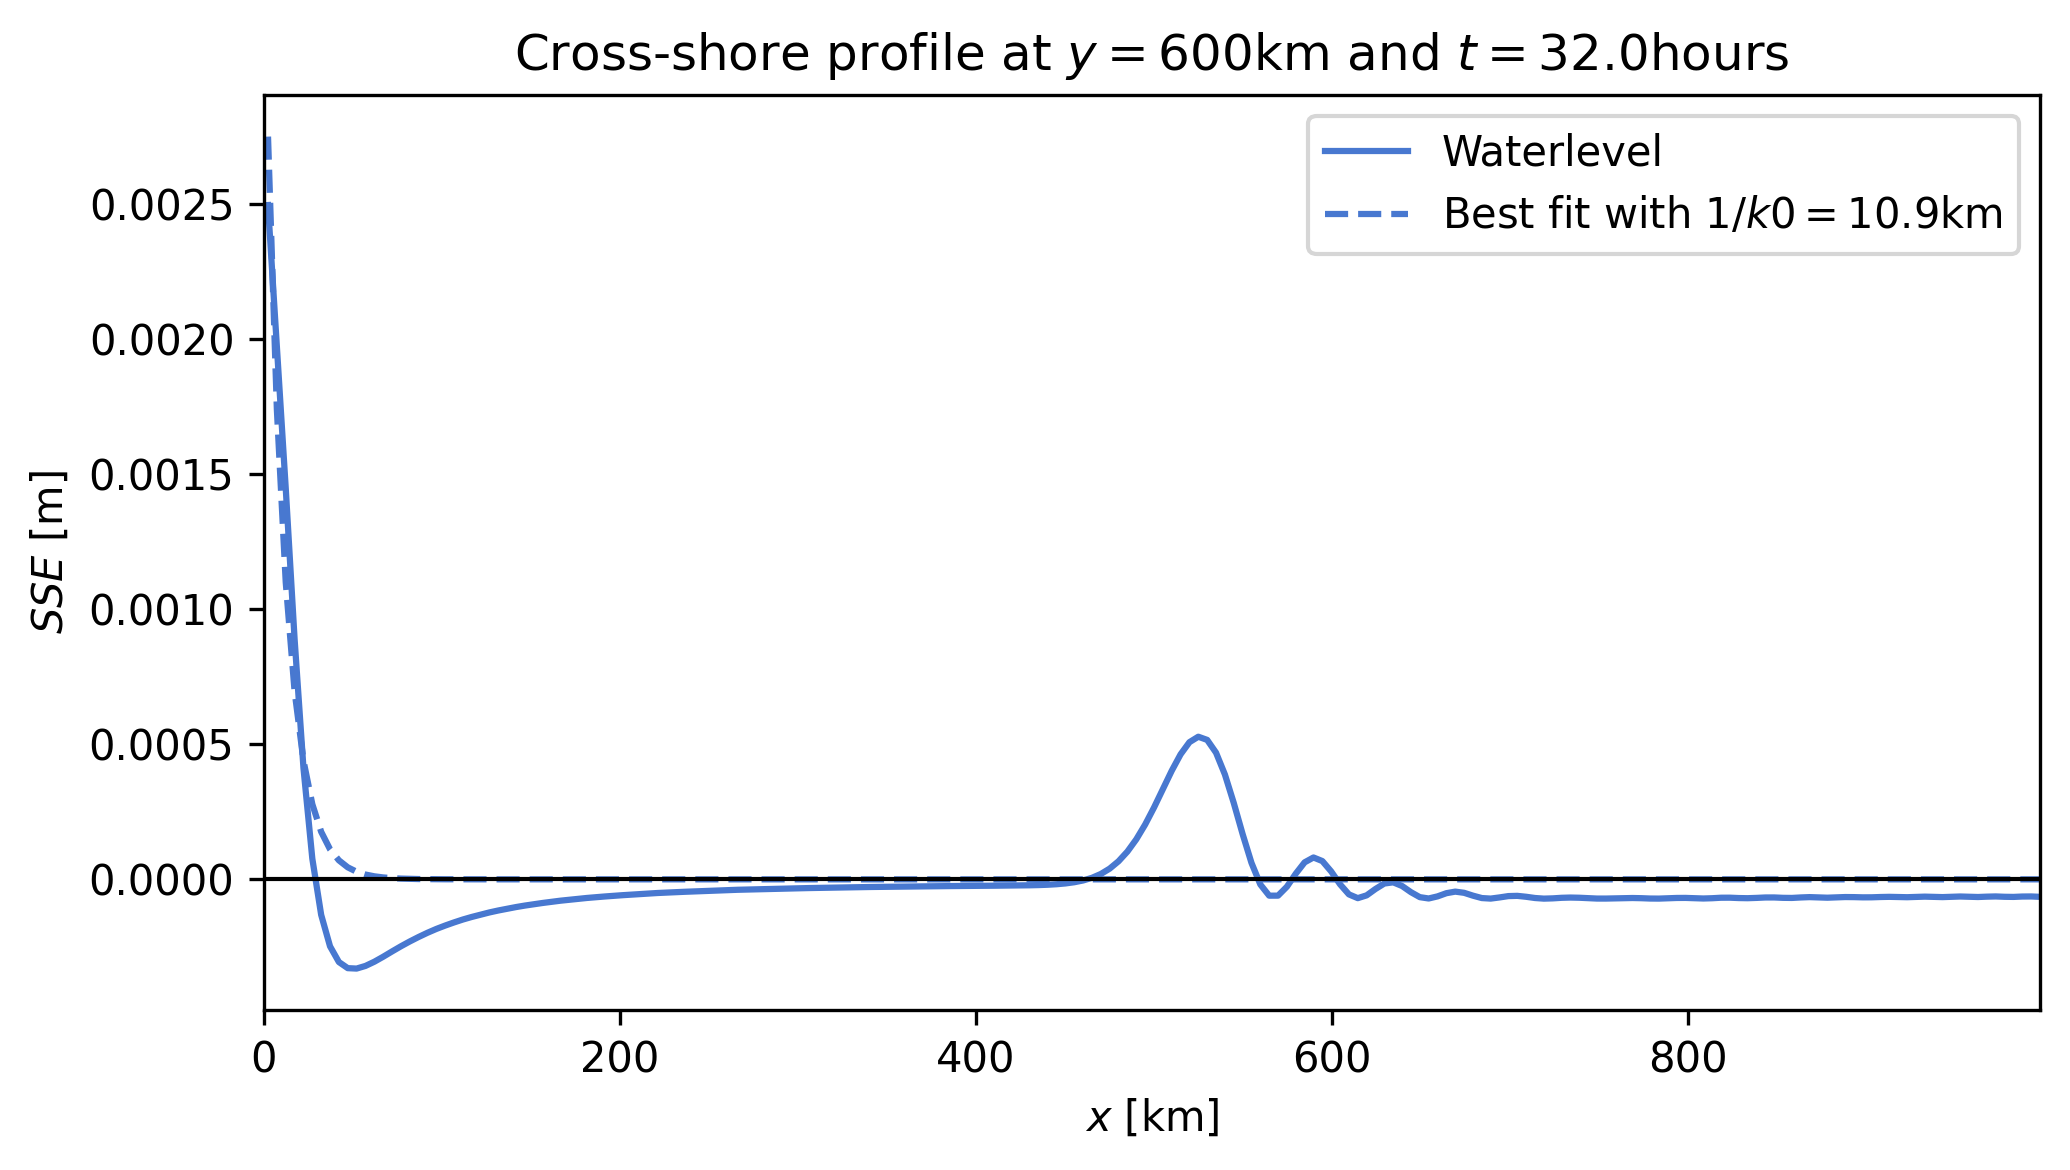 Cross-shore profile at y = 600km and t = 32.0hours
Waterlevel
Best fit with 1/k0 = 10.9km
SSE [m]
0.0025
0.0020
0.0015
0.0010
0.0005
0.0000
0 200 400 600 800
x [km]